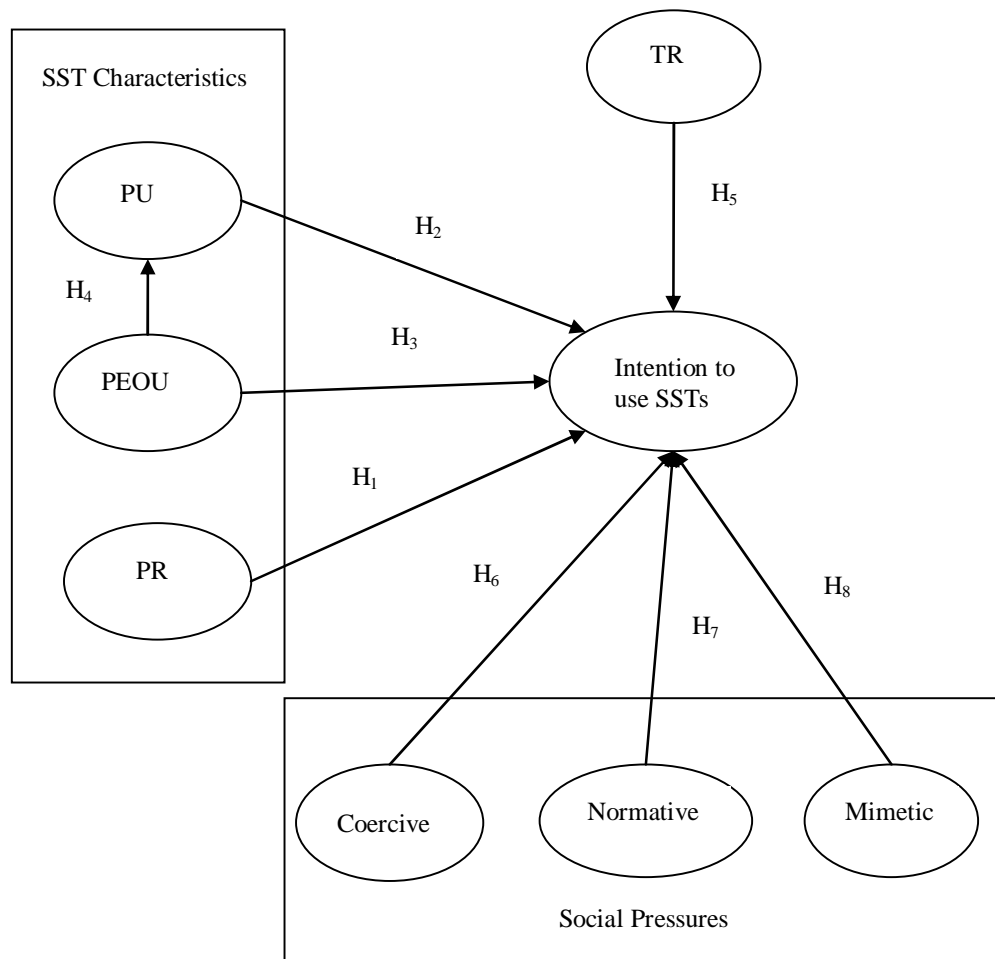 TR
SST Characteristics
PU
H₅
H₂
H₄
H₃
PEOU
Intention to
use SSTs
H₁
PR
H₆
H₈
H₇
Coercive
Normative
Mimetic
Social Pressures